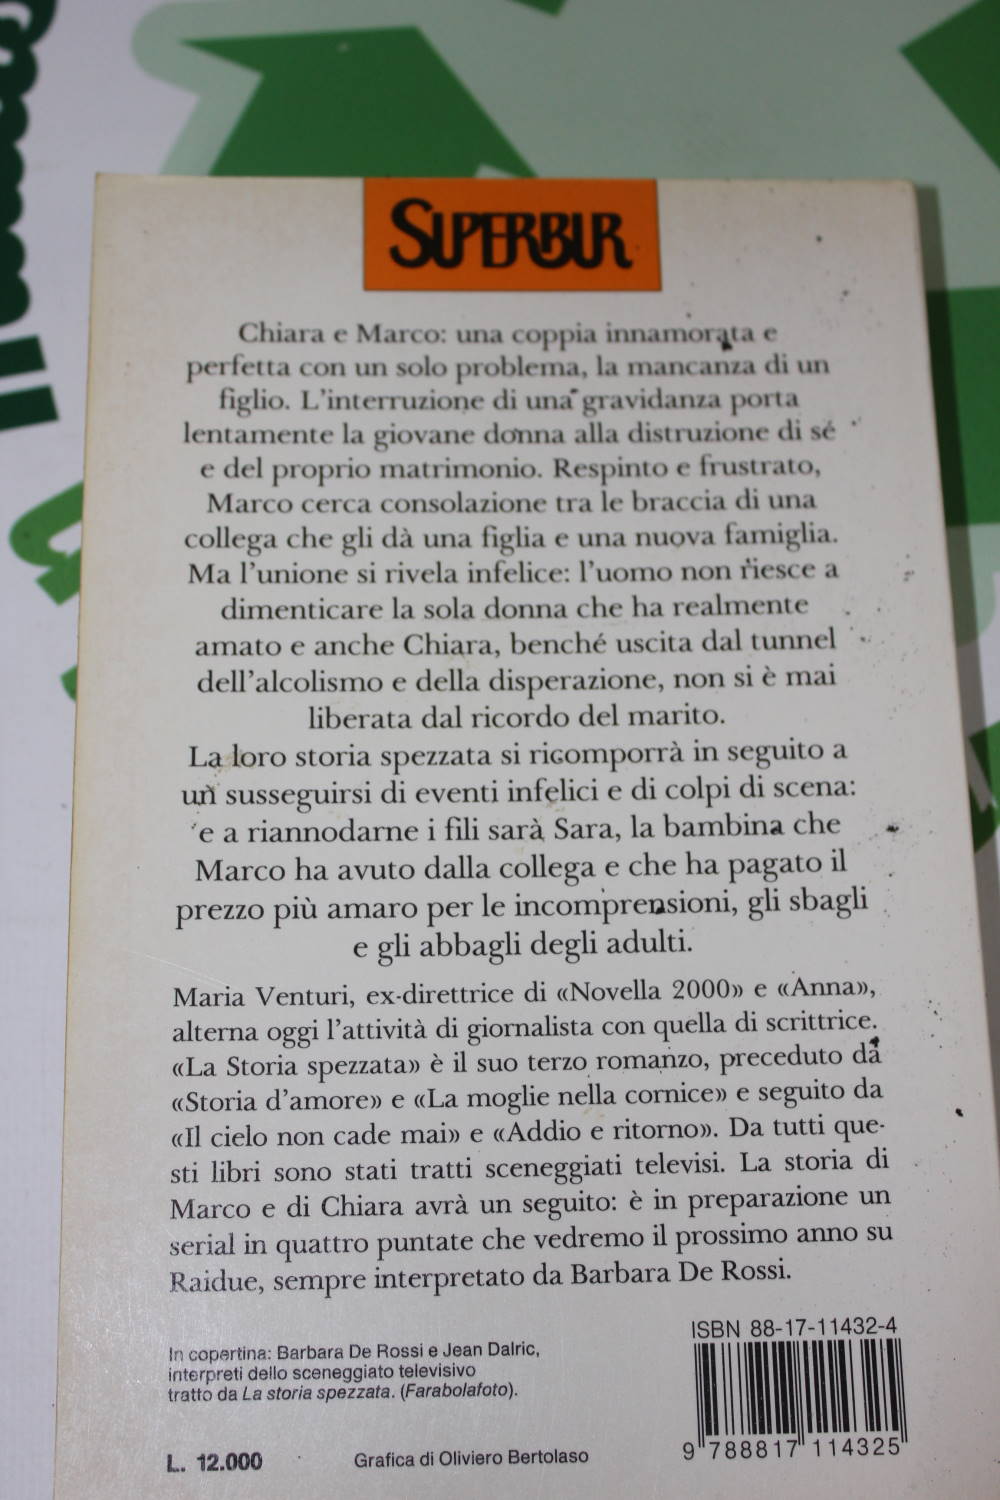 SUPERBUR
Chiara e Marco: una coppia innamorata e
perfetta con un solo problema, la mancanza di un
figlio. L'interruzione di una gravidanza porta
lentamente la giovane donna alla distruzione di sé
e del proprio matrimonio. Respinto e frustrato,
Marco cerca consolazione tra le braccia di una
collega che gli dà una figlia e una nuova famiglia.
Ma l'unione si rivela infelice: l'uomo non riesce a
dimenticare la sola donna che ha realmente
amato e anche Chiara, benché uscita dal tunnel
dell'alcolismo e della disperazione, non si è mai
liberata dal ricordo del marito.
La loro storia spezzata si ricomporrà in seguito a
un susseguirsi di eventi infelici e di colpi di scena:
e a riannodarne i fili sarà Sara, la bambina che
Marco ha avuto dalla collega e che ha pagato il
prezzo più amaro per le incomprensioni, gli sbagli
e gli abbagli degli adulti.
Maria Venturi, ex-direttrice di «Novella 2000» e «Anna»,
alterna oggi l'attività di giornalista con quella di scrittrice.
«La Storia spezzata» è il suo terzo romanzo, preceduto da
«Storia d'amore» e «La moglie nella cornice» e seguito da
«Il cielo non cade mai» e «Addio e ritorno». Da tutti que-
sti libri sono stati tratti sceneggiati televisi. La storia di
Marco e di Chiara avrà un seguito: è in preparazione un
serial in quattro puntate che vedremo il prossimo anno su
Raidue, sempre interpretato da Barbara De Rossi.
In copertina: Barbara De Rossi e Jean Dalric,
interpreti dello sceneggiato televisivo
tratto da La storia spezzata. (Farabolafoto).
L. 12.000
Grafica di Oliviero Bertolaso
ISBN 88-17-11432-4
9 788817 114325